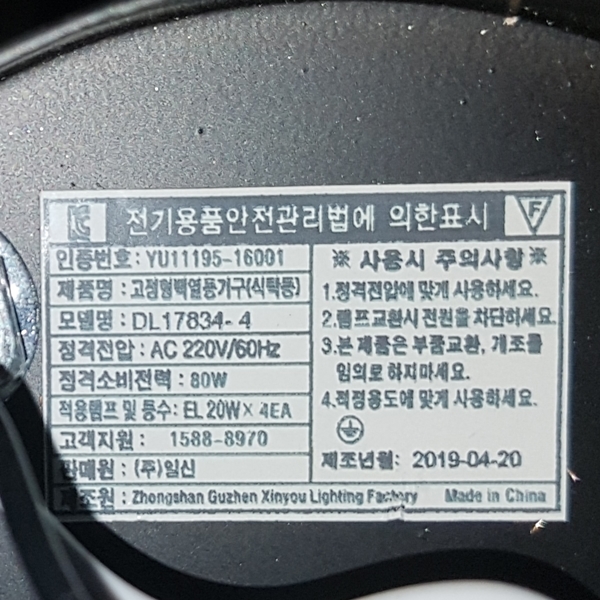 전기용품안전관리법에 의한표시
F
인증번호: YU11195-16001
제품명 : 고정형백열등기구(식탁등)
모델명 : DL17834-4
정격전압 : AC 220V/60Hz
정격소비전력 : 80W
적용램프 및 등수: EL 20W× 4EA
고객지원 : 1588-8970
판매원 : (주)일신
제조원 : Zhongshan Guzhen Xinyou Lighting Factory Made in China
※ 사용시 주의사항 ※
1.정격전압에 맞게 사용하세요.
2.램프교환시 전원을 차단하세요.
3.본 제품은 부품교환, 개조를
임의로 하지마세요.
4.적정용도에 맞게 사용하세요.
제조년월: 2019-04-20